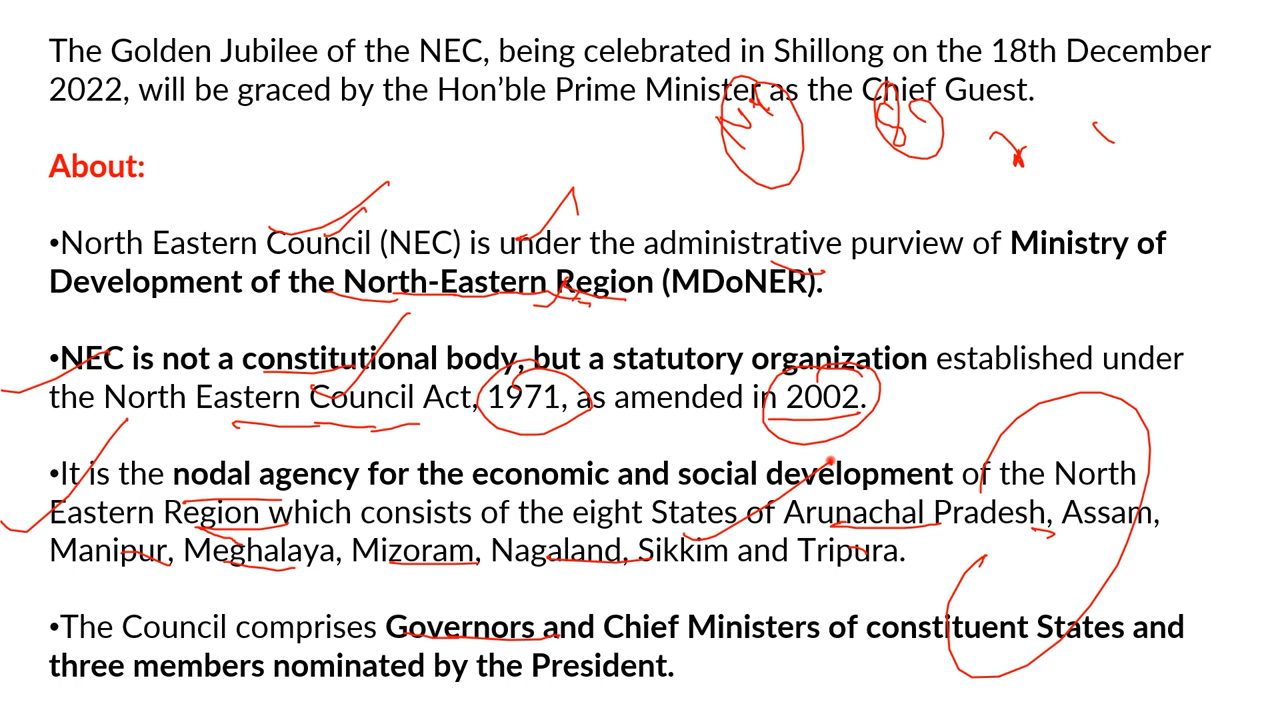 The Golden Jubilee of the NEC, being celebrated in Shillong on the 18th December
2022, will be graced by the Hon’ble Prime Minister as the Chief Guest.
About:
•North Eastern Council (NEC) is under the administrative purview of Ministry of
Development of the North-Eastern Region (MDoNER).
•NEC is not a constitutional body, but a statutory organization established under
the North Eastern Council Act, 1971, as amended in 2002.
•It is the nodal agency for the economic and social development of the North
Eastern Region which consists of the eight States of Arunachal Pradesh, Assam,
Manipur, Meghalaya, Mizoram, Nagaland, Sikkim and Tripura.
•The Council comprises Governors and Chief Ministers of constituent States and
three members nominated by the President.